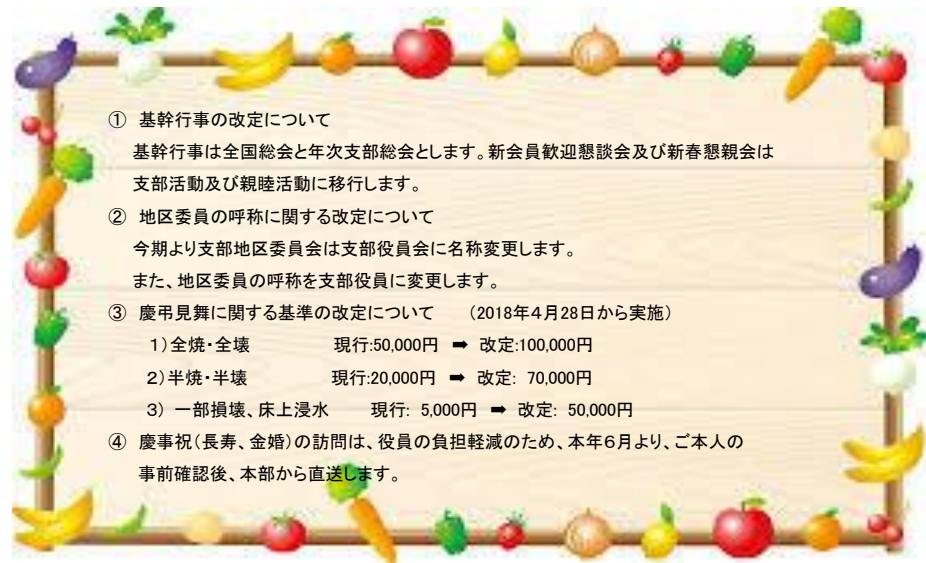 ① 基幹行事の改定について
基幹行事は全国総会と年次支部総会とします。新会員歓迎懇談会及び新春懇親会は
支部活動及び親睦活動に移行します。
② 地区委員の呼称に関する改定について
今期より支部地区委員会は支部役員会に名称変更します。
また、地区委員の呼称を支部役員に変更します。
③ 慶弔見舞に関する基準の改定について (2018年4月28日から実施)
1)全焼・全壊 現行:50,000円 ➡ 改定:100,000円
2)半焼・半壊 現行:20,000円 ➡ 改定: 70,000円
3) 一部損壊、床上浸水 現行: 5,000円 ➡ 改定: 50,000円
④ 慶事祝(長寿、金婚)の訪問は、役員の負担軽減のため、本年6月より、ご本人の
事前確認後、本部から直送します。